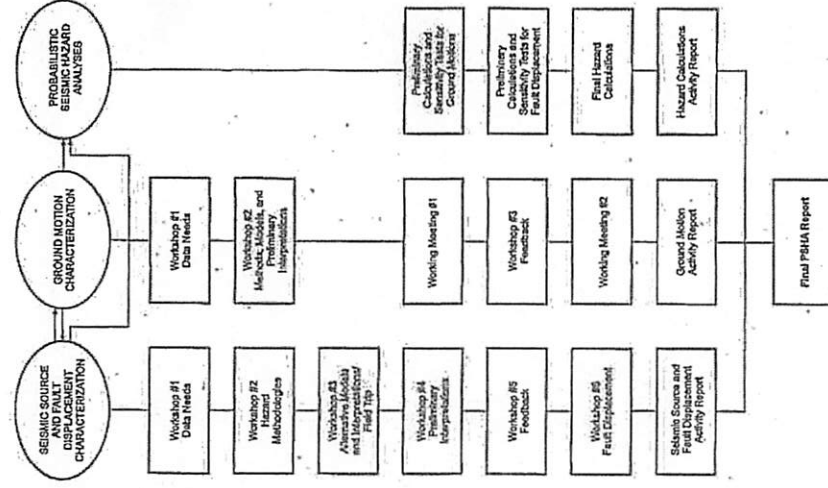 SEISMIC SOURCE
AND FAULT
DISPLACEMENT
CHARACTERIZATION
Workshop #1
Data Needs
Workshop #2
Hazard
Methodologies
Workshop #3
Alternative Models
and Interpretations/
Field Trip
Workshop #4
Preliminary
Interpretations
Workshop #5
Feedback
Workshop #6
Fault Displacement
Seismic Source and
Fault Displacement
Activity Report
GROUND MOTION
CHARACTERIZATION
Workshop #1
Data Needs
Workshop #2
Methods, Models, and
Preliminary
Interpretations
Working Meeting #1
Workshop #3
Feedback
Working Meeting #2
Ground Motion
Activity Report
PROBABILISTIC
SEISMIC HAZARD
ANALYSES
Preliminary
Calculations and
Sensitivity Tests for
Ground Motions
Preliminary
Calculations and
Sensitivity Tests for
Fault Displacement
Final Hazard
Calculations
Hazard Calculations
Activity Report
Final PSHA Report